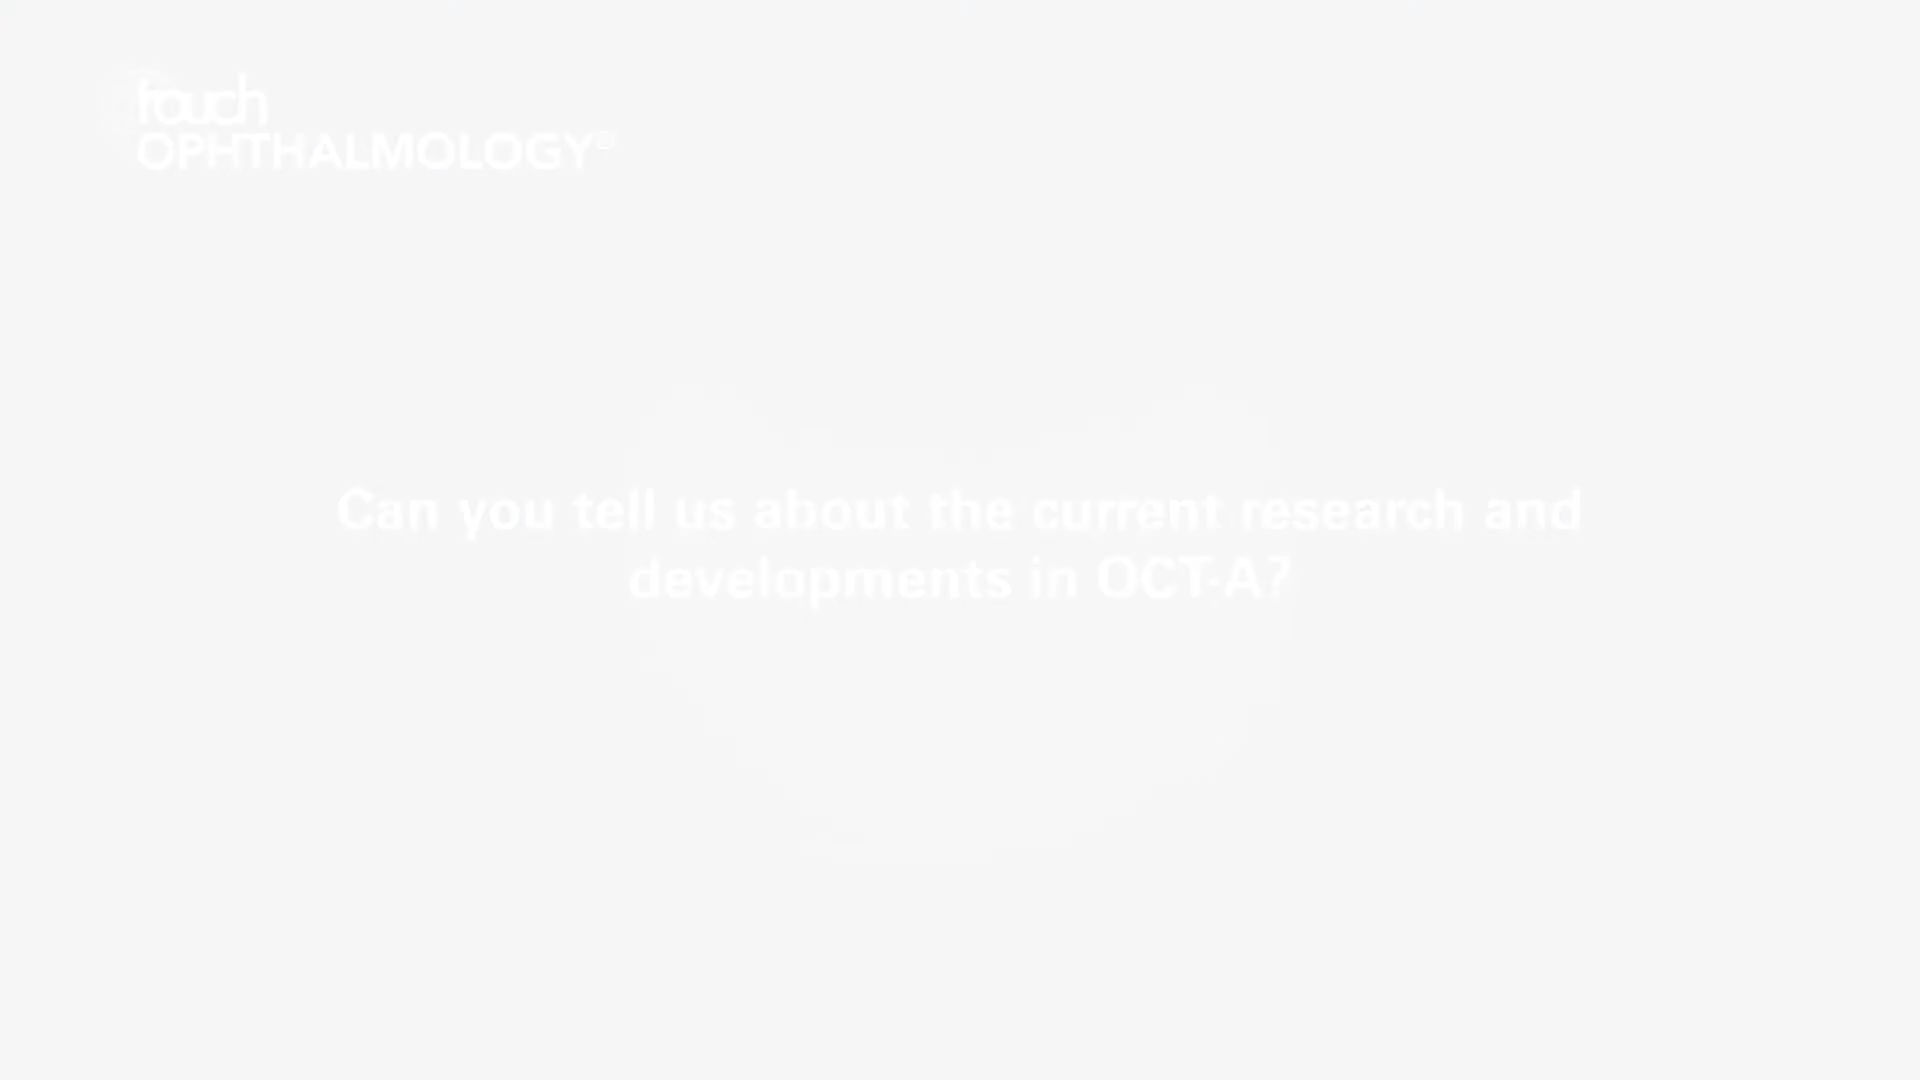 touch
OPHTHALMOLOGY®
Can you tell us about the current research and
developments in OCT-A?